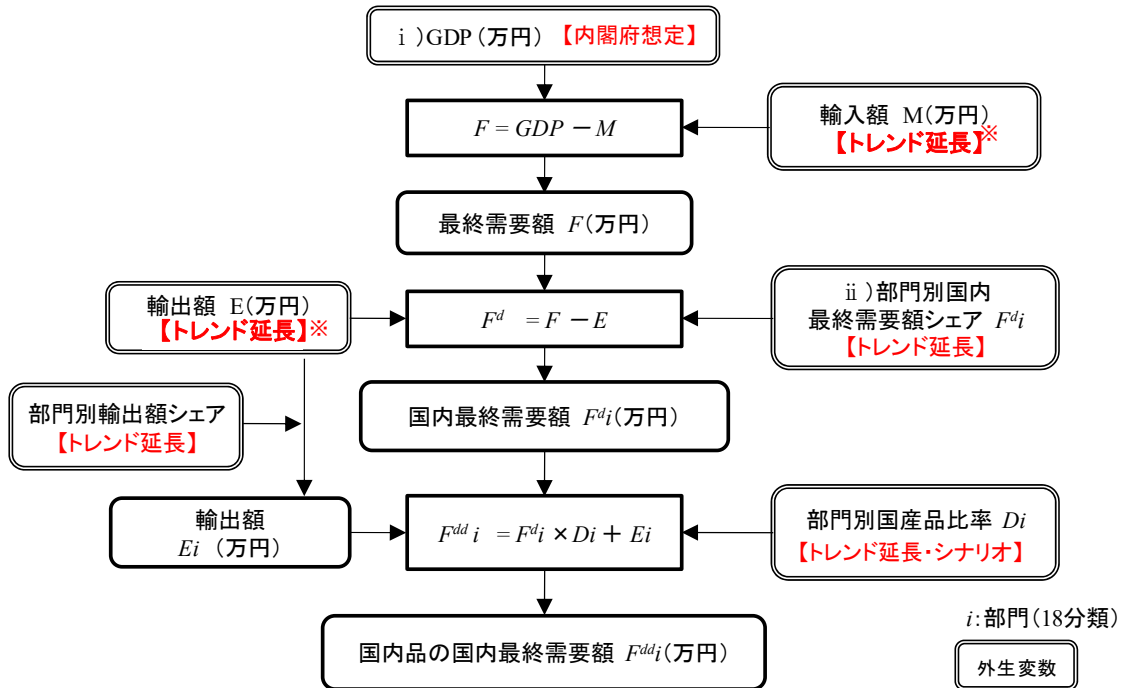 ⅰ)GDP(万円)【内閣府想定】
F = GDP － M
輸入額 M(万円)
【トレンド延長】※
最終需要額 F(万円)
輸出額 E(万円)
【トレンド延長】※
Fᵈ = F － E
ⅱ)部門別国内
最終需要額シェア Fᵈi
【トレンド延長】
部門別輸出額シェア
【トレンド延長】
国内最終需要額 Fᵈi(万円)
輸出額
Ei (万円)
Fᵈᵈ i = Fᵈi × Di + Ei
部門別国産品比率 Di
【トレンド延長・シナリオ】
国内品の国内最終需要額 Fᵈᵈi(万円)
i:部門(18分類)
外生変数